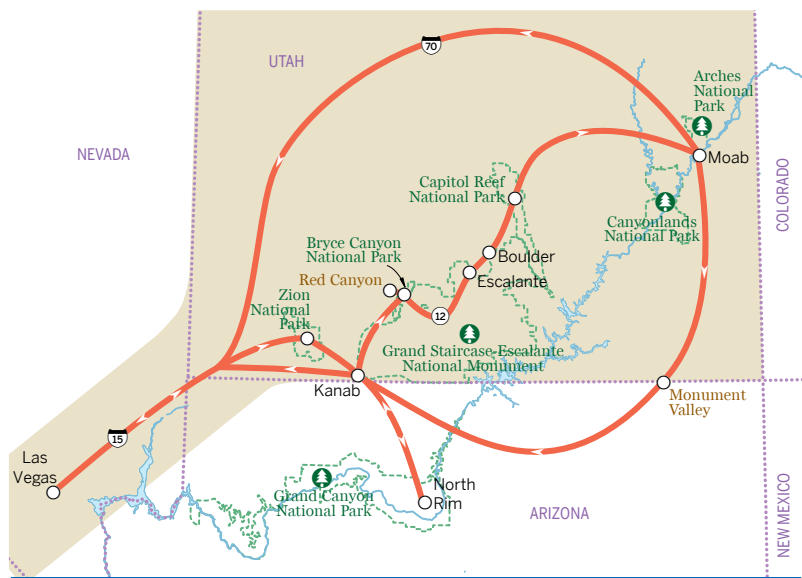 70
UTAH
Arches
National
Park
NEVADA
Moab
Capitol Reef
National Park
COLORADO
Canyonlands
National Park
Bryce Canyon
National Park
Boulder
Red Canyon
Escalante
Zion
National
Park
12
Grand Staircase-Escalante
National Monument
Kanab
Monument
Valley
15
Las
Vegas
North
Rim
Grand Canyon
National Park
ARIZONA
NEW MEXICO